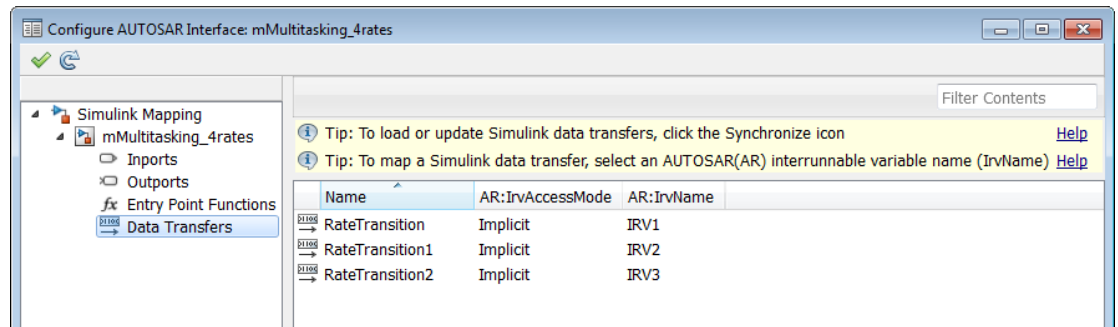 Configure AUTOSAR Interface: mMultitasking_4rates
Filter Contents
Simulink Mapping
mMultitasking_4rates
Inports
Outports
fx Entry Point Functions
Data Transfers
Tip: To load or update Simulink data transfers, click the Synchronize icon Help
Tip: To map a Simulink data transfer, select an AUTOSAR(AR) interrunnable variable name (IrvName) Help
Name AR:IrvAccessMode AR:IrvName
RateTransition Implicit IRV1
RateTransition1 Implicit IRV2
RateTransition2 Implicit IRV3